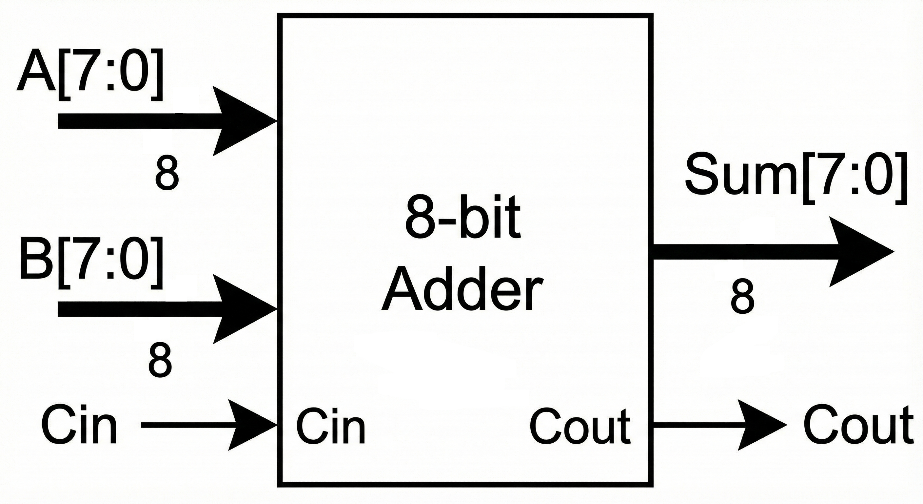 A[7:0]
8
B[7:0]
8
Cin
Cin
8-bit
Adder
Cout
Sum[7:0]
8
Cout